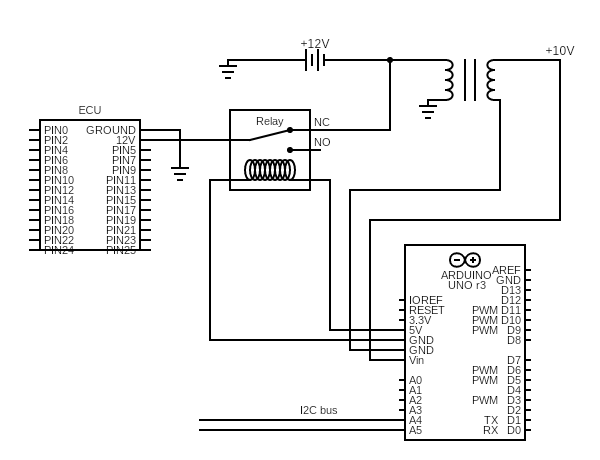 +12V
+10V
ECU
Relay
NC
NO
PIN0 GROUND
PIN2 12V
PIN4 PIN5
PIN6 PIN7
PIN8 PIN9
PIN10 PIN11
PIN12 PIN13
PIN14 PIN15
PIN16 PIN17
PIN18 PIN19
PIN20 PIN21
PIN22 PIN23
PIN24 PIN25
ARDUINO
UNO r3
AREF
GND
D13
IOREF D12
RESET PWM D11
3.3V PWM D10
5V PWM D9
GND D8
GND
Vin D7
PWM D6
A0 PWM D5
A1 D4
A2 PWM D3
A3 D2
A4 TX D1
A5 RX D0
I2C bus